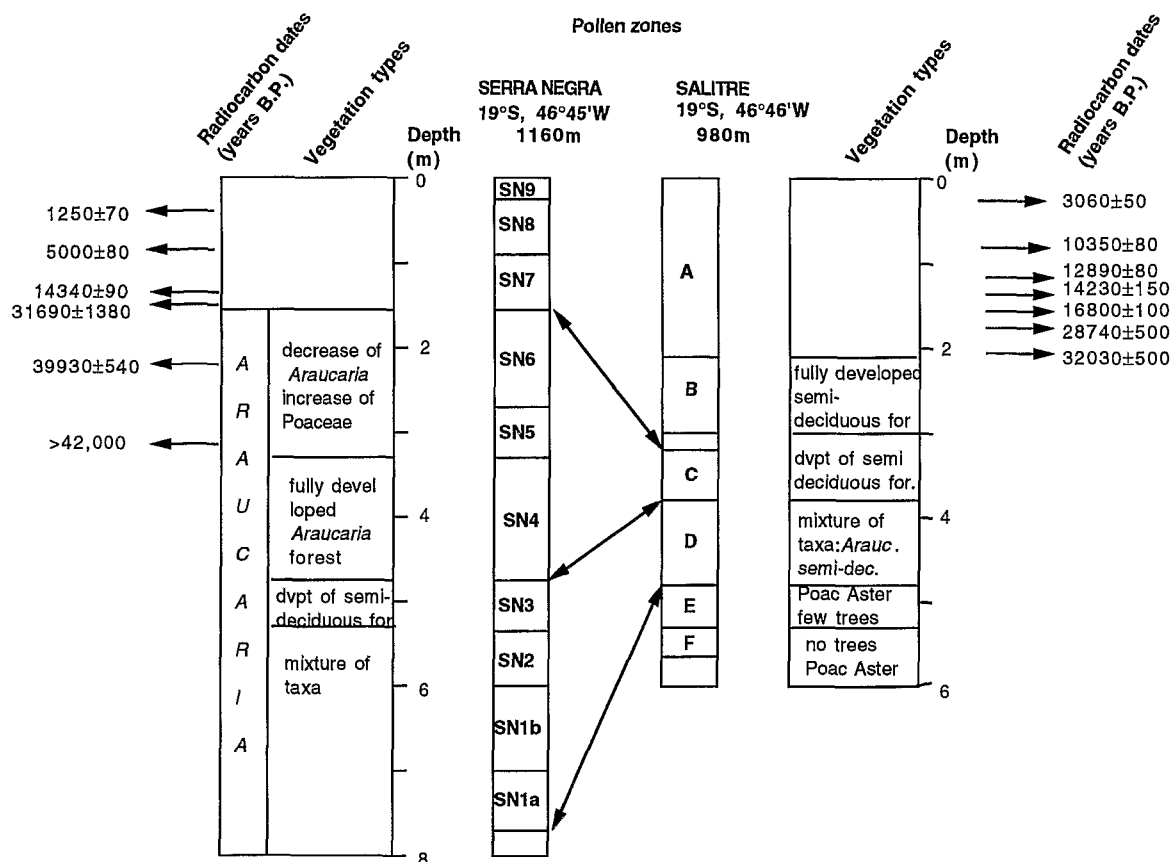 Pollen zones
Radiocarbon dates
(years B.P.)
Vegetation types
Depth
(m)
SERRA NEGRA
19°S, 46°45'W
1160m
SALITRE
19°S, 46°46'W
980m
Vegetation types
Depth
(m)
Radiocarbon dates
(years B.P.)
1250±70
5000±80
14340±90
31690±1380
39930±540
>42,000
A
R
A
U
C
A
R
I
A
decrease of
Araucaria
increase of
Poaceae
fully devel
loped
Araucaria
forest
dvpt of semi-
deciduous for
mixture of
taxa
0
2
4
6
8
SN9
SN8
SN7
SN6
SN5
SN4
SN3
SN2
SN1b
SN1a
A
B
C
D
E
F
fully developed
semi-
deciduous for
dvpt of semi
deciduous for.
mixture of
taxa:Arauc.
semi-dec.
Poac Aster
few trees
no trees
Poac Aster
0
2
4
6
3060±50
10350±80
12890±80
14230±150
16800±100
28740±500
32030±500